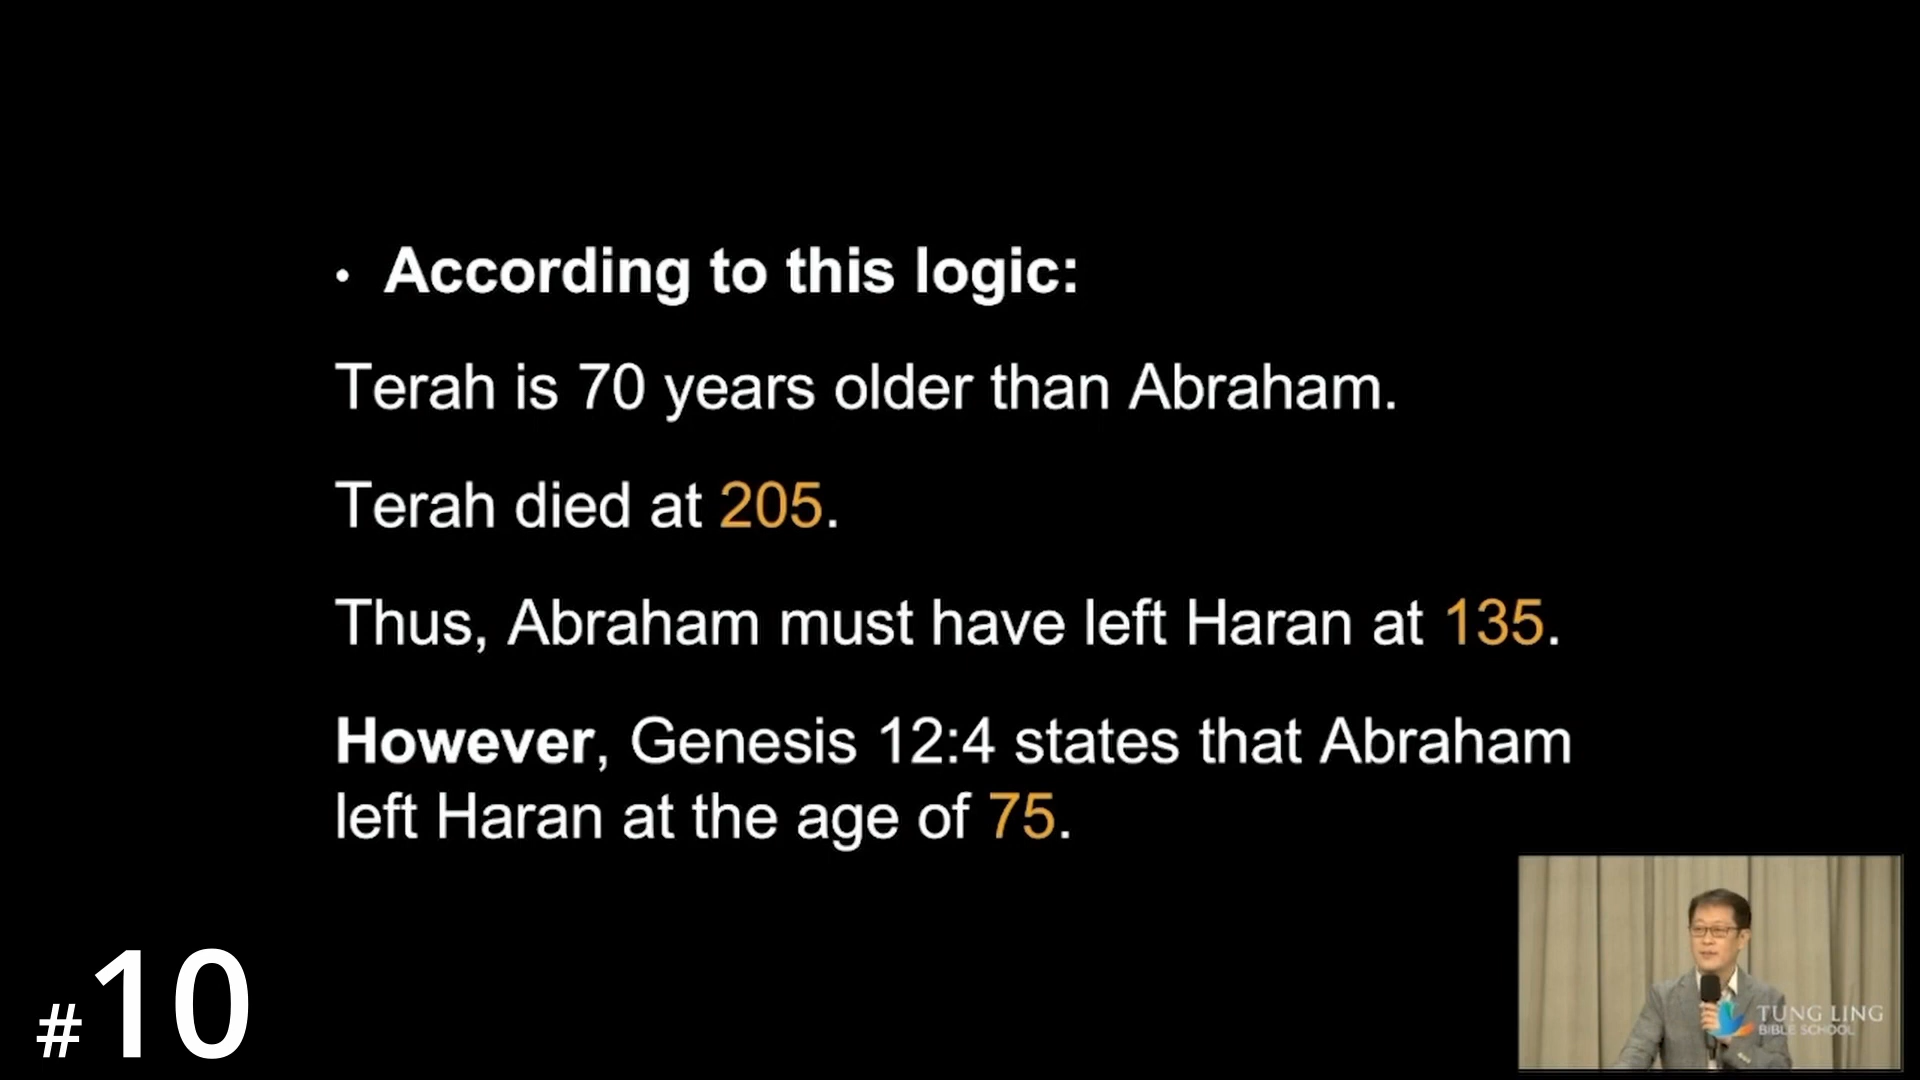 • According to this logic:
Terah is 70 years older than Abraham.
Terah died at 205.
Thus, Abraham must have left Haran at 135.
However, Genesis 12:4 states that Abraham
left Haran at the age of 75.
#10
TUNG LING
BIBLE SCHOOL